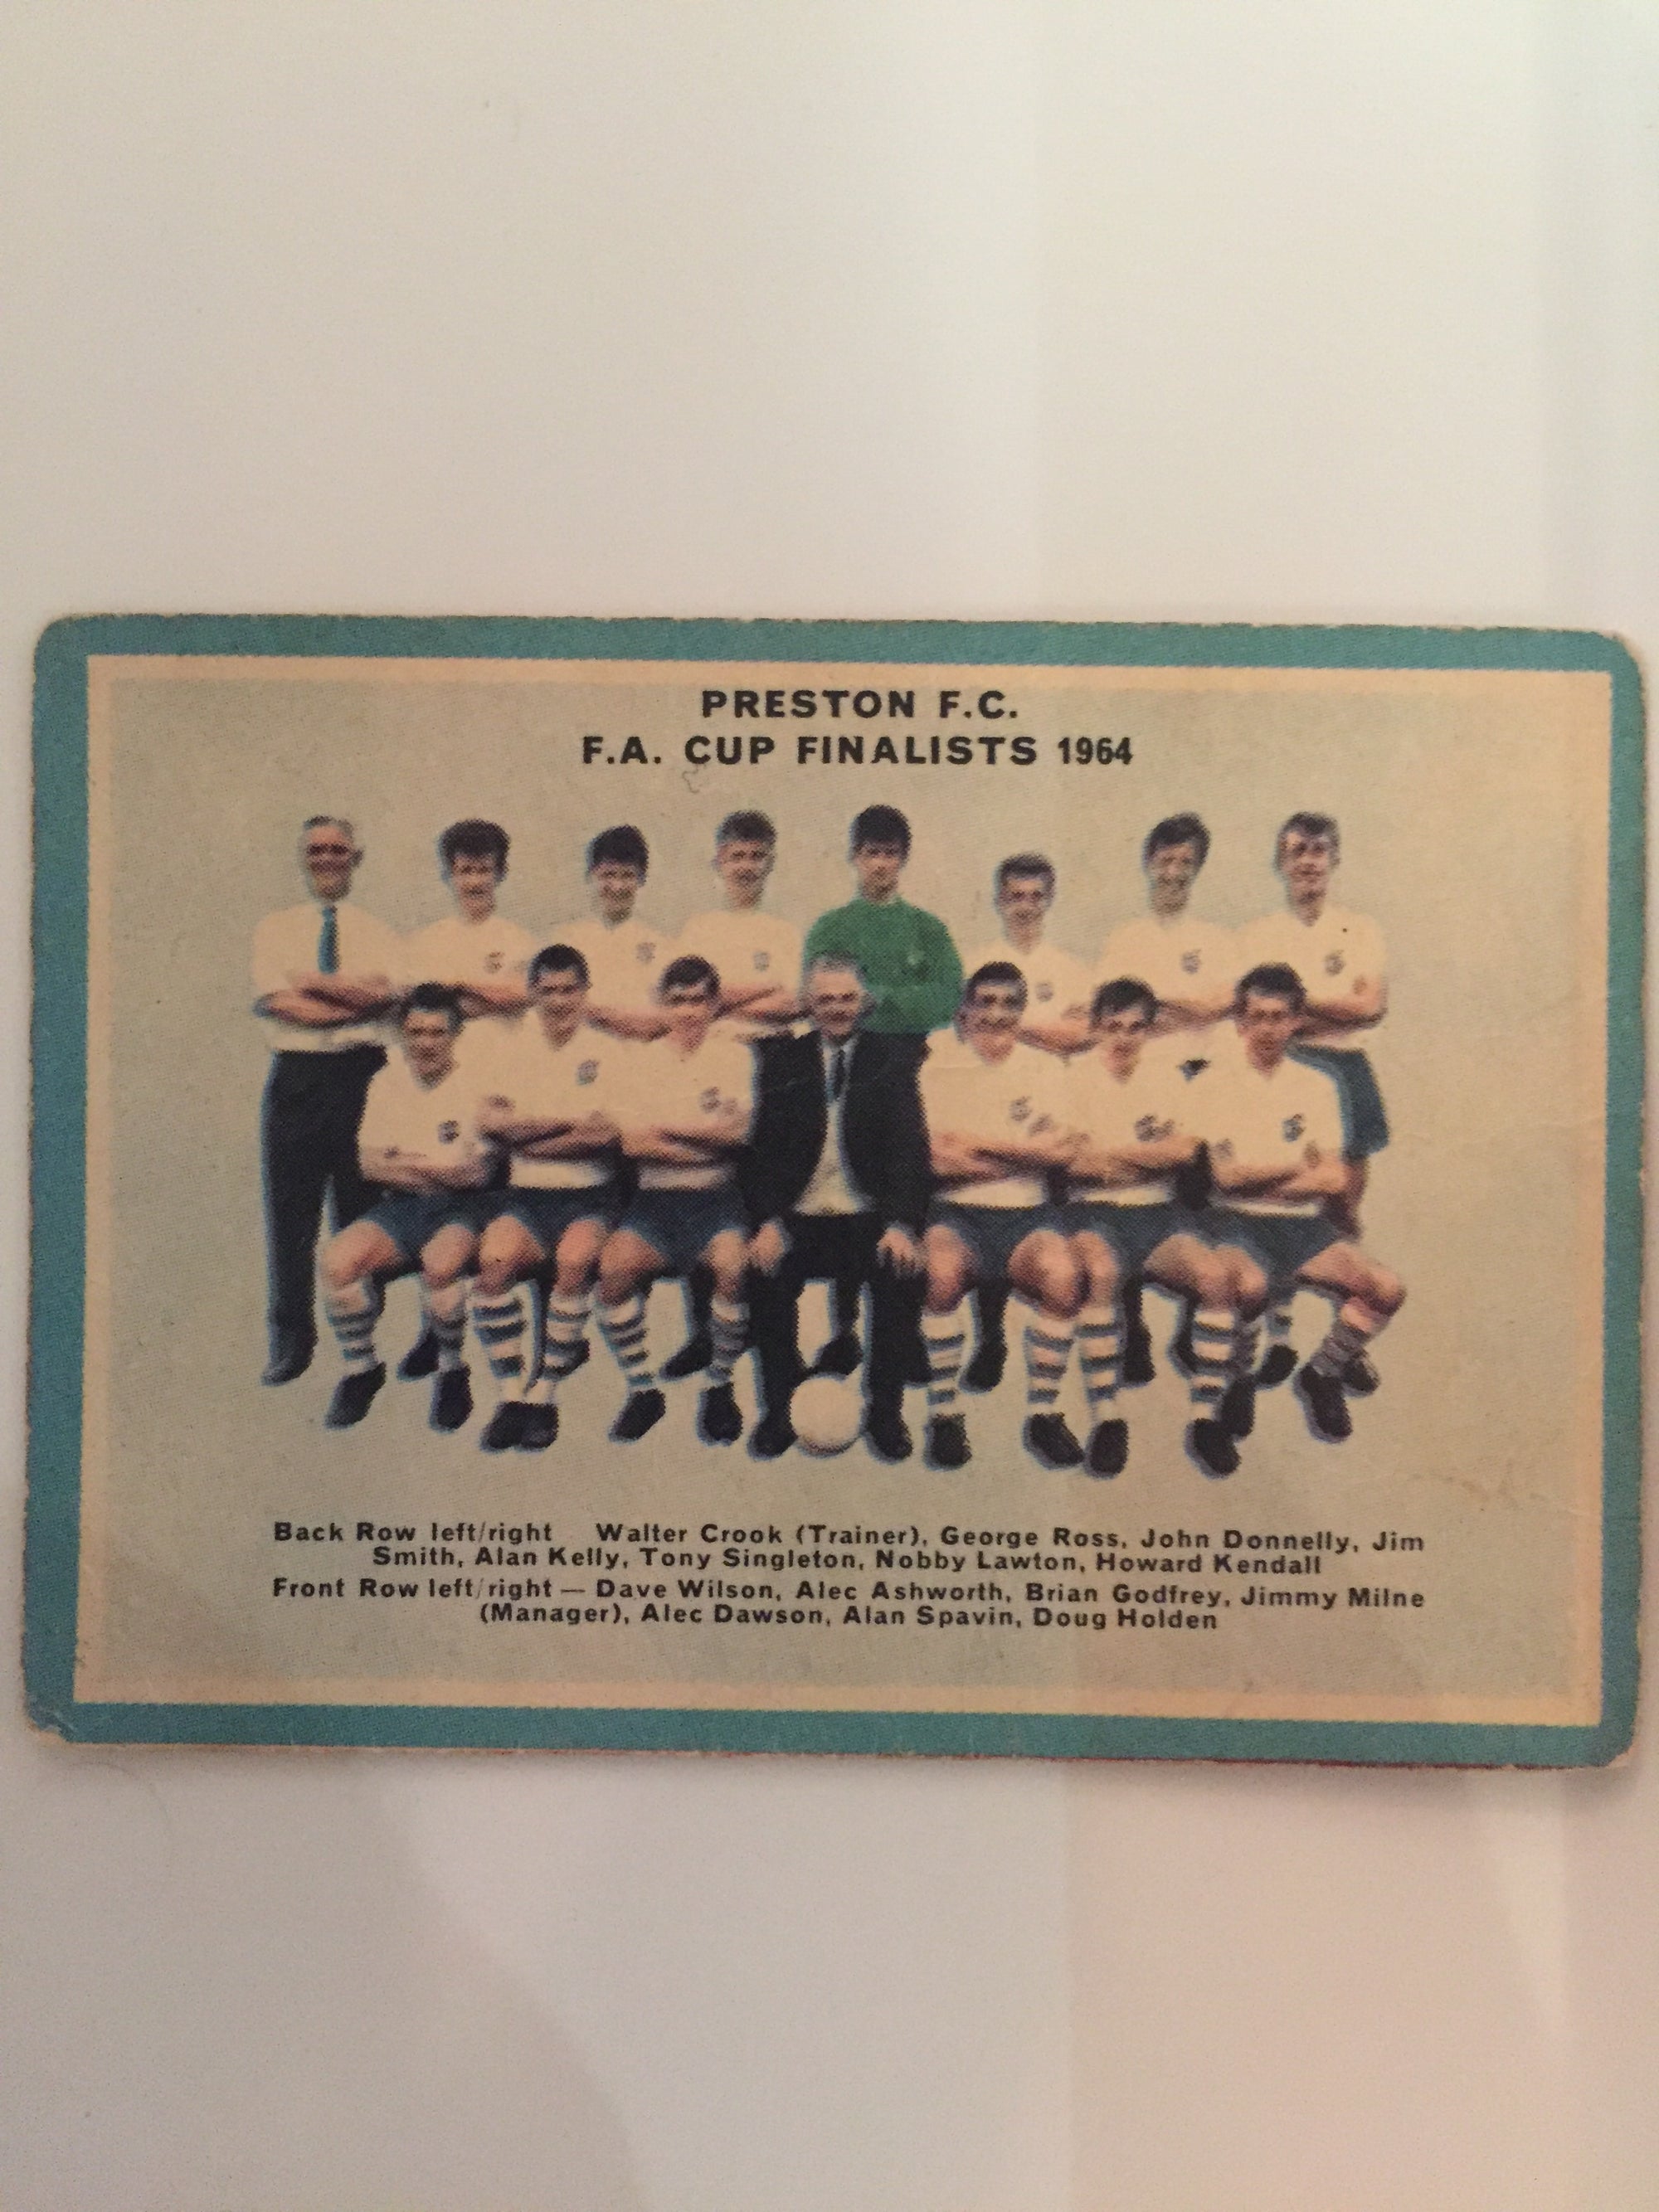 PRESTON F.C.
F.A. CUP FINALISTS 1964
Back Row left/right Walter Crook (Trainer), George Ross, John Donnelly, Jim
Smith, Alan Kelly, Tony Singleton, Nobby Lawton, Howard Kendall
Front Row left/right — Dave Wilson, Alec Ashworth, Brian Godfrey, Jimmy Milne
(Manager), Alec Dawson, Alan Spavin, Doug Holden